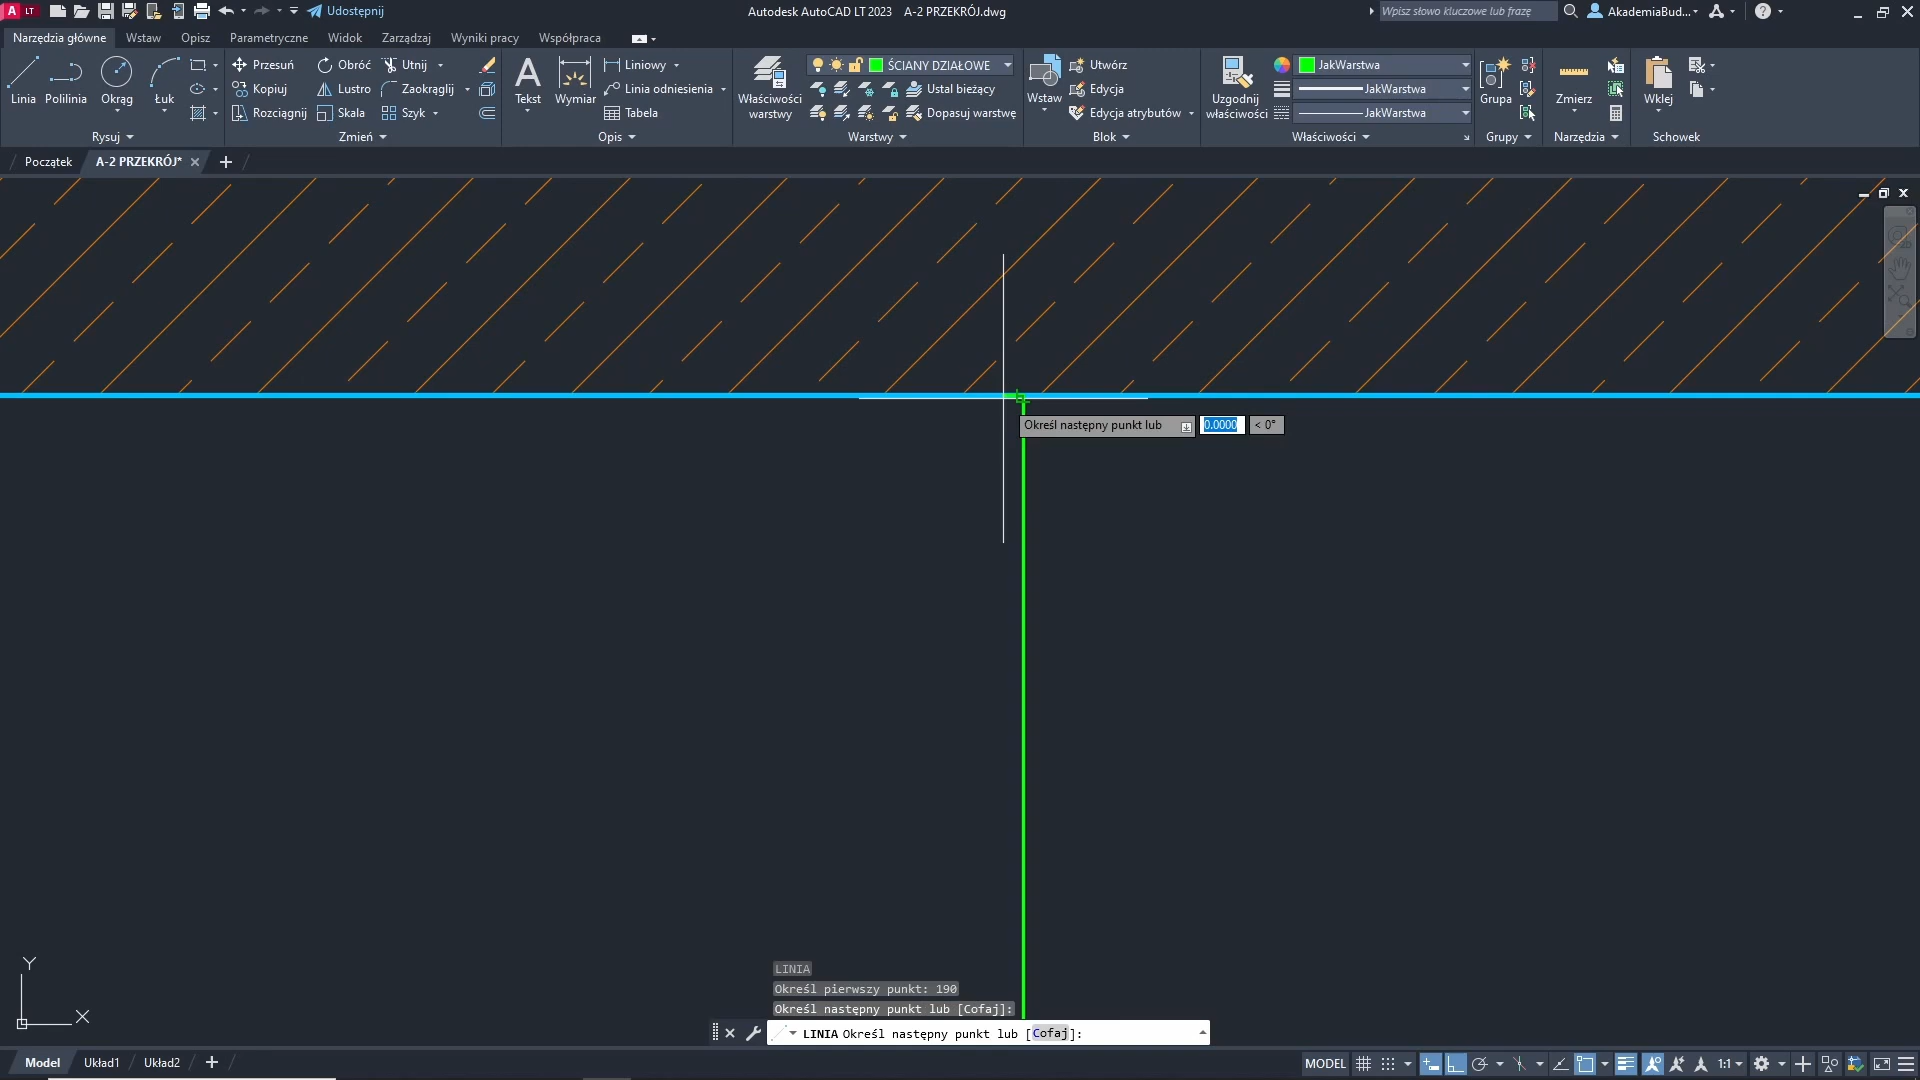 A LT Udostępnij Autodesk AutoCAD LT 2023 A-2 PRZEKRÓJ.dwg Wpisz słowo kluczowe lub frazę AkademiaBud...
Narzędzia główne Wstaw Opisz Parametryczne Widok Zarządzaj Wyniki pracy Współpraca
Linia
Polilinia
Okrąg
Łuk
Rysuj
Przesuń Obróć Utnij
Kopiuj Lustro Zaokrąglij
Rozciągnij Skala Szyk
Zmień
Tekst
Wymiar
Liniowy
Linia odniesienia
Tabela
Opis
Właściwości
warstwy
ŚCIANY DZIAŁOWE
Ustal bieżący
Dopasuj warstwę
Warstwy
Wstaw
Utwórz
Edycja
Edycja atrybutów
Blok
Uzgodnij
właściwości
JakWarstwa
JakWarstwa
JakWarstwa
Właściwości
Grupa
Grupy
Zmierz
Narzędzia
Wklej
Schowek
Początek A-2 PRZEKRÓJ*
Określ następny punkt lub 0.0000 < 0°
Y
X
LINIA
Określ pierwszy punkt: 190
Określ następny punkt lub [Cofaj]:
LINIA Określ następny punkt lub [Cofaj]:
Model Układ1 Układ2 MODEL 1:1